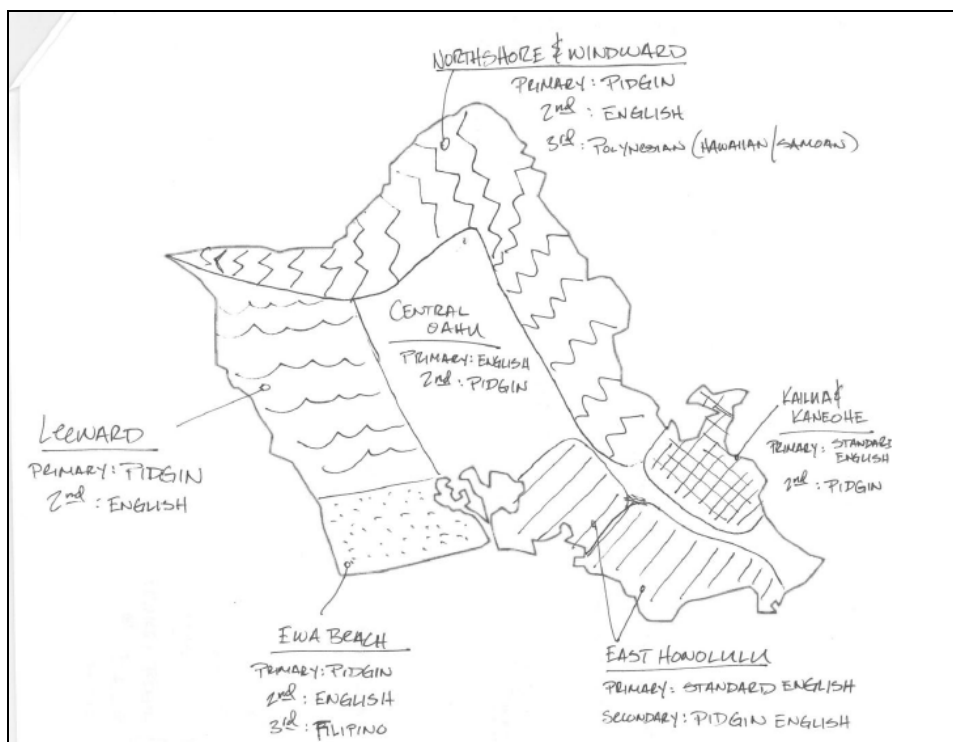 NORTHSHORE & WINDWARD
PRIMARY: PIDGIN
2nd: ENGLISH
3rd: POLYNESIAN (HAWAIIAN/SAMOAN)
CENTRAL
OAHU
PRIMARY: ENGLISH
2nd: PIDGIN
KAILUA &
KANEOHE
PRIMARY: STANDARD
ENGLISH
2nd: PIDGIN
LEEWARD
PRIMARY: PIDGIN
2nd: ENGLISH
EWA BEACH
PRIMARY: PIDGIN
2nd: ENGLISH
3rd: FILIPINO
EAST HONOLULU
PRIMARY: STANDARD ENGLISH
SECONDARY: PIDGIN ENGLISH